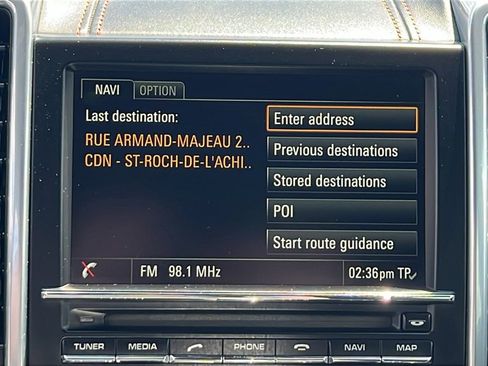 NAVI OPTION
Last destination:
RUE ARMAND-MAJEAU 2..
CDN - ST-ROCH-DE-L'ACHI..
Enter address
Previous destinations
Stored destinations
POI
Start route guidance
FM 98.1 MHz 02:36pm TP
TUNER MEDIA PHONE NAVI MAP